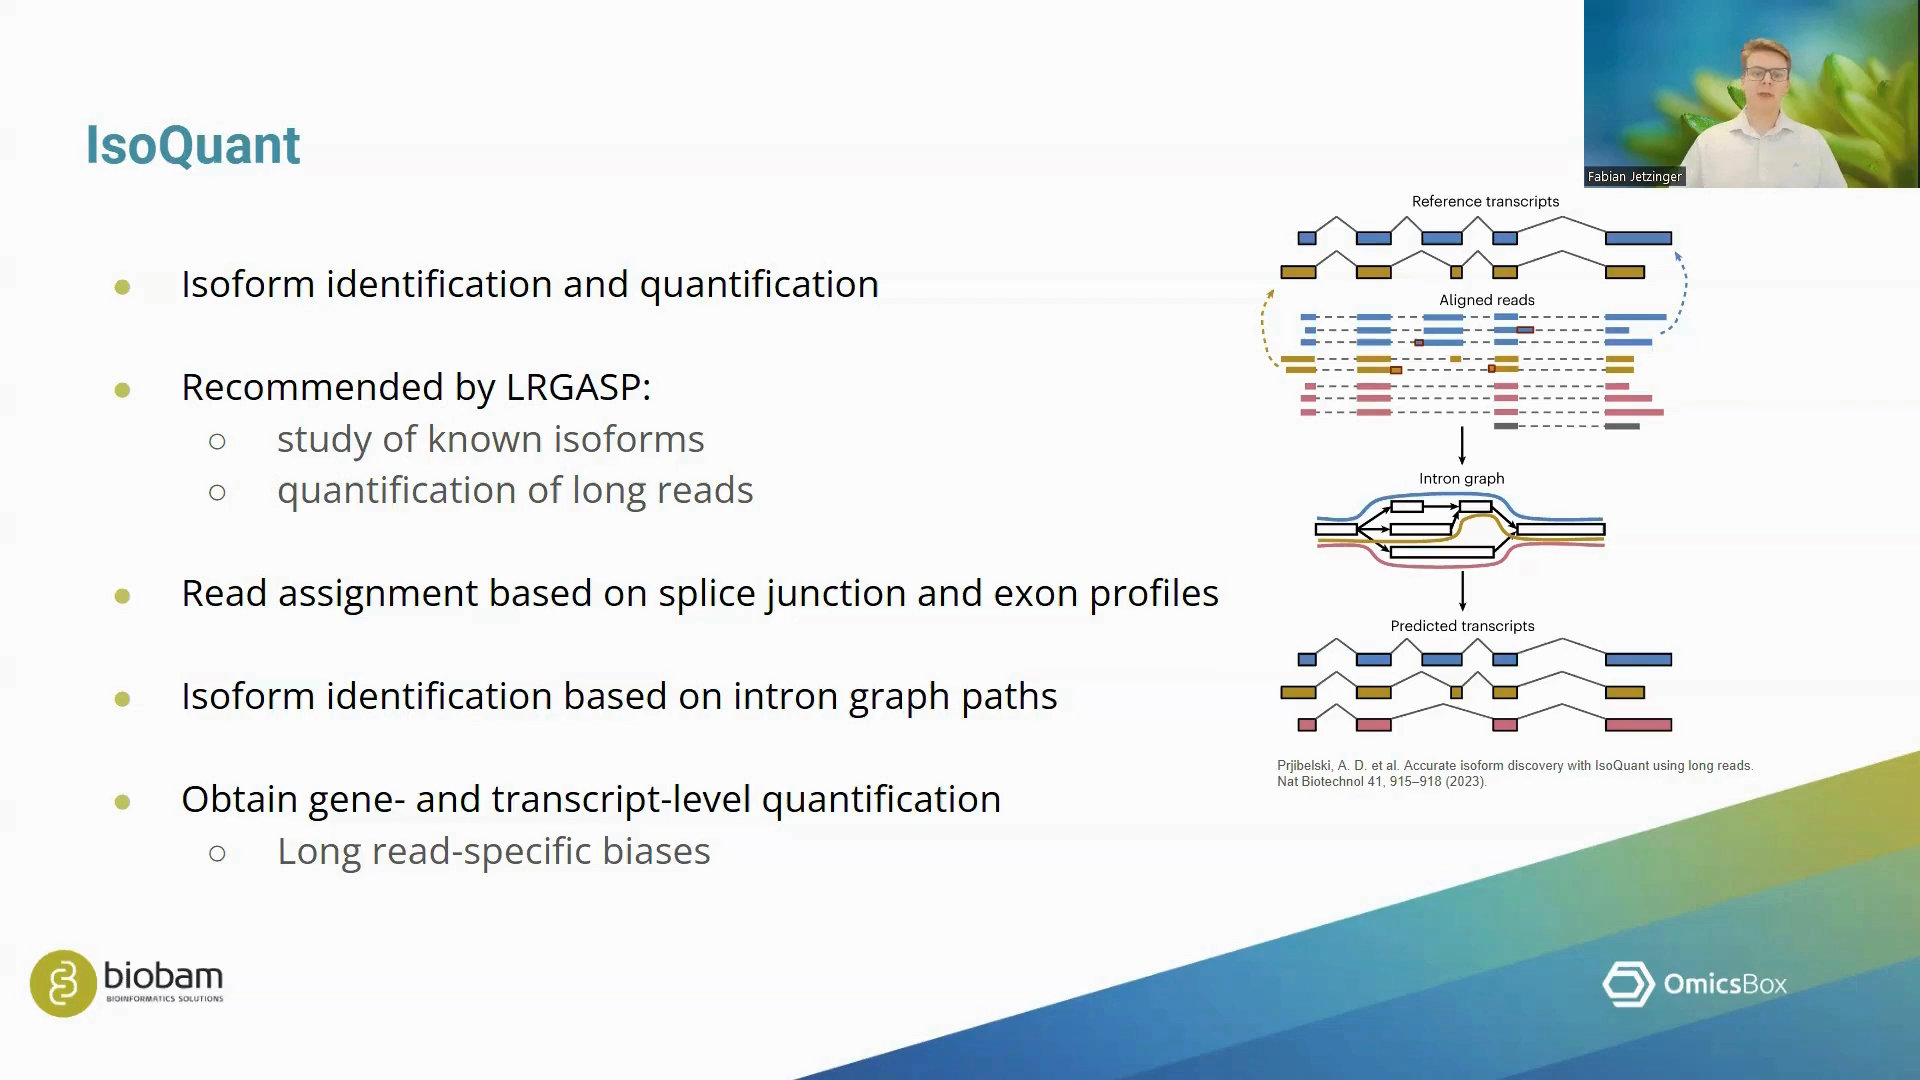 IsoQuant
Isoform identification and quantification
Recommended by LRGASP:
study of known isoforms
quantification of long reads
Read assignment based on splice junction and exon profiles
Isoform identification based on intron graph paths
Obtain gene- and transcript-level quantification
Long read-specific biases
Fabian Jetzinger
Reference transcripts
Aligned reads
Intron graph
Predicted transcripts
Prjibelski, A. D. et al. Accurate isoform discovery with IsoQuant using long reads.
Nat Biotechnol 41, 915–918 (2023).
biobam
BIOINFORMATICS SOLUTIONS
OmicsBox